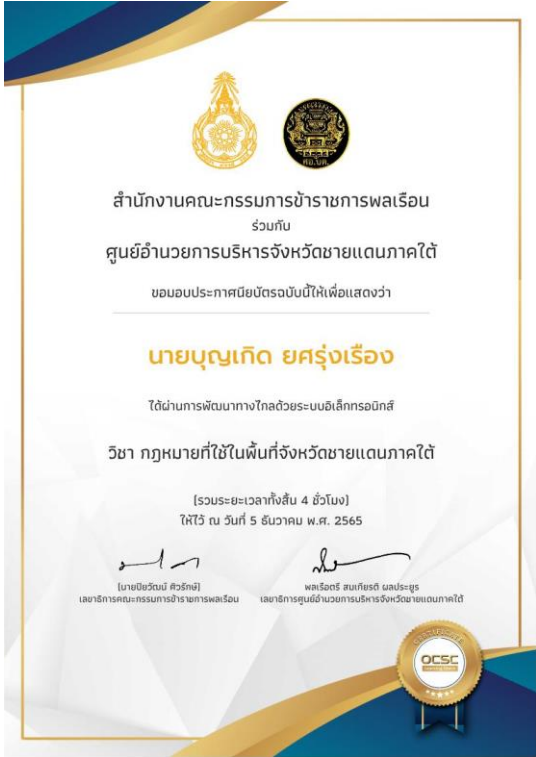 ศอ.บต.
สำนักงานคณะกรรมการข้าราชการพลเรือน
ร่วมกับ
ศูนย์อำนวยการบริหารจังหวัดชายแดนภาคใต้
ขอมอบประกาศนียบัตรฉบับนี้ให้เพื่อแสดงว่า
นายบุญเกิด ยศรุ่งเรือง
ได้ผ่านการพัฒนาทางไกลด้วยระบบอิเล็กทรอนิกส์
วิชา กฎหมายที่ใช้ในพื้นที่จังหวัดชายแดนภาคใต้
(รวมระยะเวลาทั้งสิ้น 4 ชั่วโมง)
ให้ไว้ ณ วันที่ 5 ธันวาคม พ.ศ. 2565
(นายปิยวัฒน์ ศิวรักษ์)
เลขาธิการคณะกรรมการข้าราชการพลเรือน
พลเรือตรี สมเกียรติ ผลประยูร
เลขาธิการศูนย์อำนวยการบริหารจังหวัดชายแดนภาคใต้
OCSC